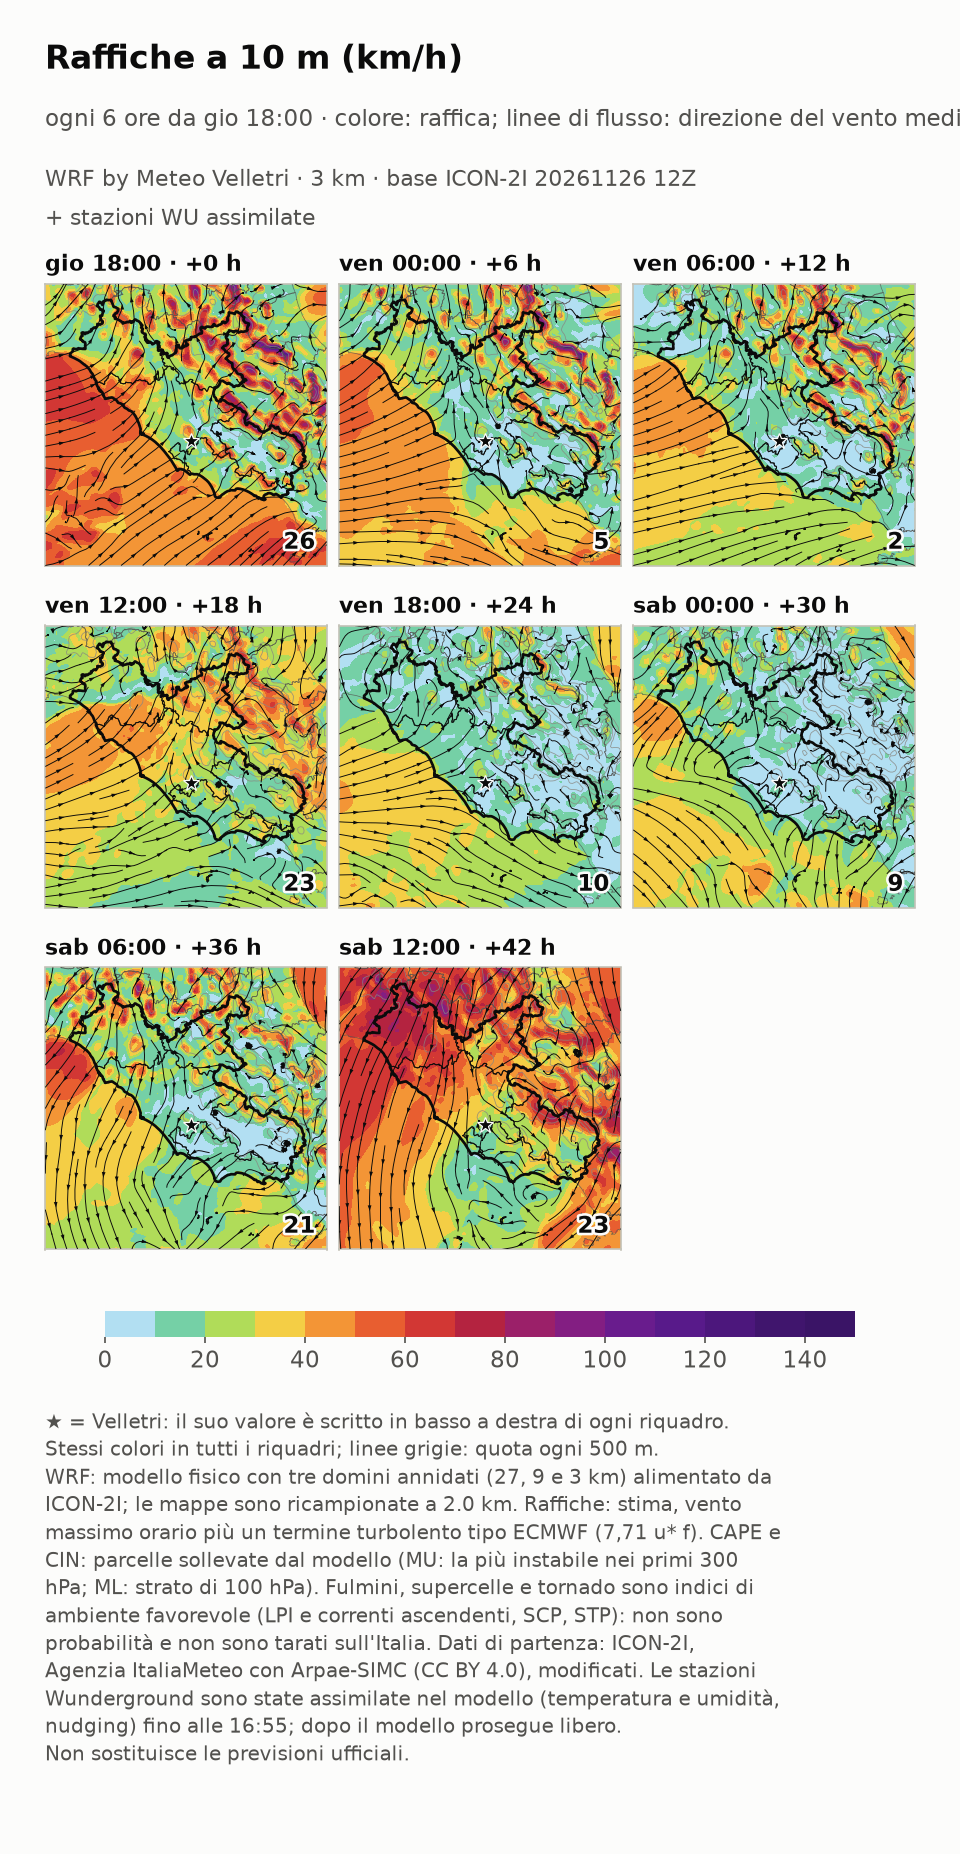 Raffiche a 10 m (km/h)
ogni 6 ore da gio 18:00 · colore: raffica; linee di flusso: direzione del vento medi
WRF by Meteo Velletri · 3 km · base ICON-2I 20261126 12Z
+ stazioni WU assimilate
gio 18:00 · +0 h
ven 00:00 · +6 h
ven 06:00 · +12 h
26
5
2
ven 12:00 · +18 h
ven 18:00 · +24 h
sab 00:00 · +30 h
23
10
9
sab 06:00 · +36 h
sab 12:00 · +42 h
21
23
0 20 40 60 80 100 120 140
★ = Velletri: il suo valore è scritto in basso a destra di ogni riquadro.
Stessi colori in tutti i riquadri; linee grigie: quota ogni 500 m.
WRF: modello fisico con tre domini annidati (27, 9 e 3 km) alimentato da
ICON-2I; le mappe sono ricampionate a 2.0 km. Raffiche: stima, vento
massimo orario più un termine turbolento tipo ECMWF (7,71 u* f). CAPE e
CIN: parcelle sollevate dal modello (MU: la più instabile nei primi 300
hPa; ML: strato di 100 hPa). Fulmini, supercelle e tornado sono indici di
ambiente favorevole (LPI e correnti ascendenti, SCP, STP): non sono
probabilità e non sono tarati sull'Italia. Dati di partenza: ICON-2I,
Agenzia ItaliaMeteo con Arpae-SIMC (CC BY 4.0), modificati. Le stazioni
Wunderground sono state assimilate nel modello (temperatura e umidità,
nudging) fino alle 16:55; dopo il modello prosegue libero.
Non sostituisce le previsioni ufficiali.